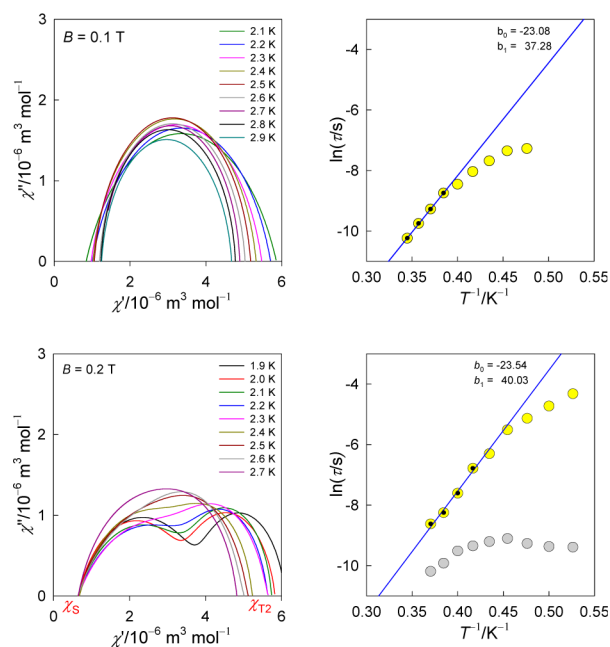 B = 0.1 T
2.1 K
2.2 K
2.3 K
2.4 K
2.5 K
2.6 K
2.7 K
2.8 K
2.9 K
3
2
1
0
0 2 4 6
χ''/10⁻⁶ m³ mol⁻¹
χ'/10⁻⁶ m³ mol⁻¹
b₀ = -23.08
b₁ = 37.28
-4
-6
-8
-10
0.30 0.35 0.40 0.45 0.50 0.55
ln(τ/s)
T⁻¹/K⁻¹
B = 0.2 T
1.9 K
2.0 K
2.1 K
2.2 K
2.3 K
2.4 K
2.5 K
2.6 K
2.7 K
3
2
1
0
0 2 4 6
χS
χT2
χ''/10⁻⁶ m³ mol⁻¹
χ'/10⁻⁶ m³ mol⁻¹
b₀ = -23.54
b₁ = 40.03
-4
-6
-8
-10
0.30 0.35 0.40 0.45 0.50 0.55
ln(τ/s)
T⁻¹/K⁻¹